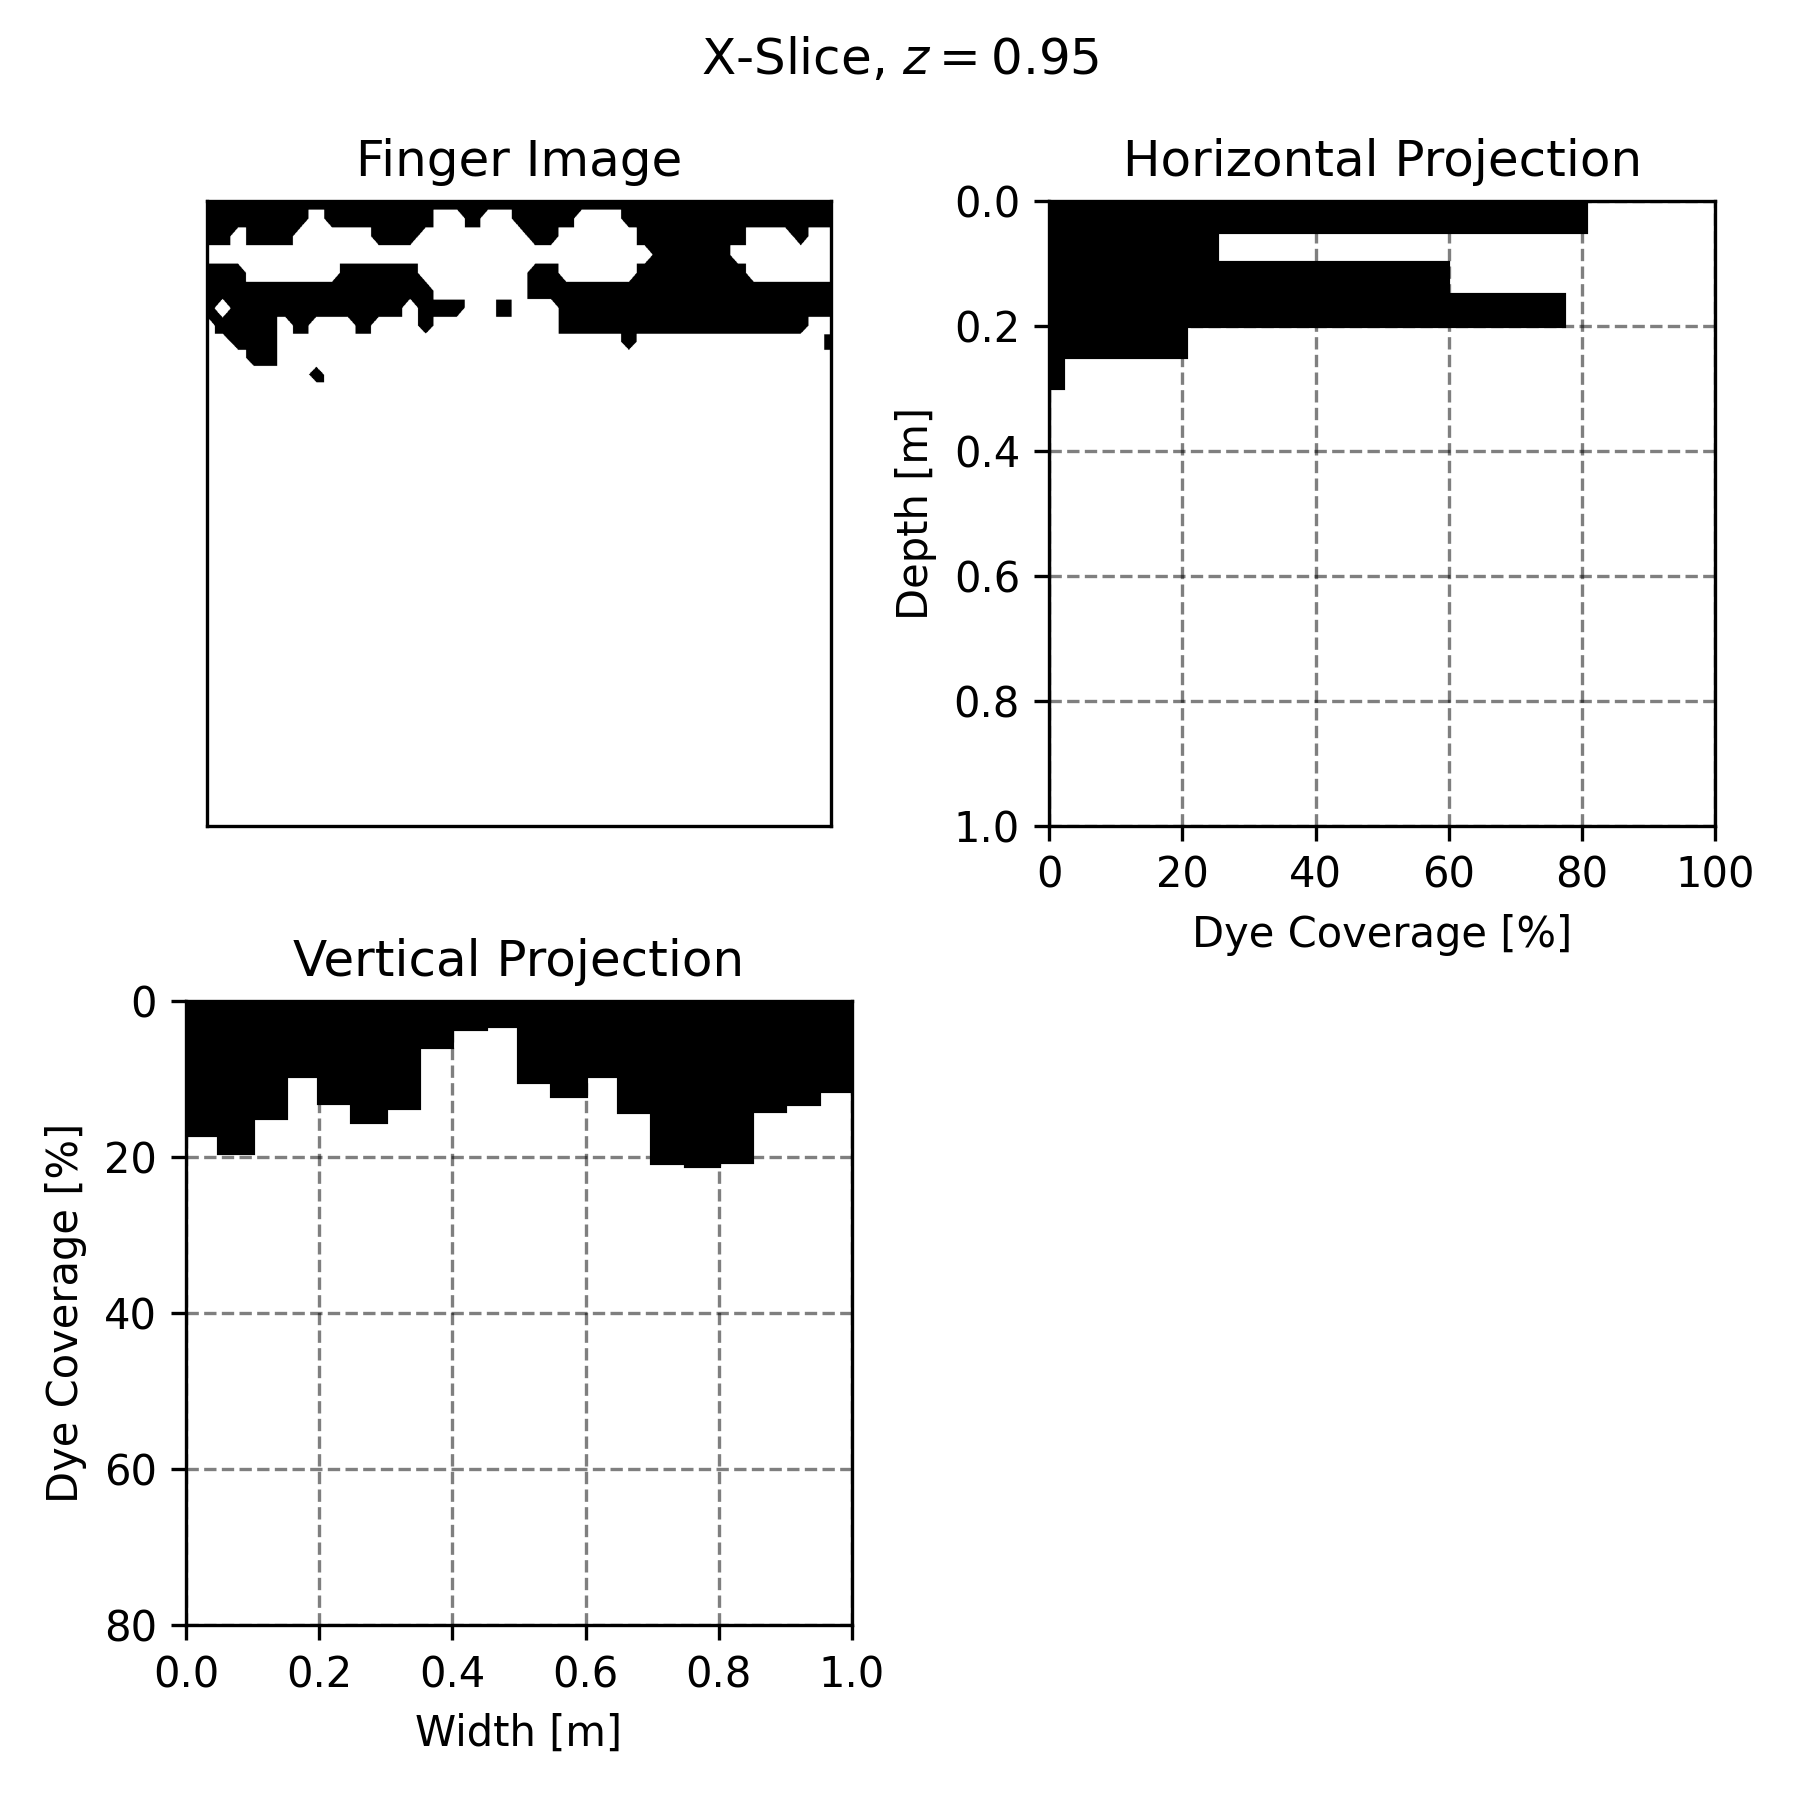 X-Slice, z = 0.95
Finger Image
Horizontal Projection
0.0
0.2
0.4
0.6
0.8
1.0
Depth [m]
0 20 40 60 80 100
Dye Coverage [%]
Vertical Projection
0
20
40
60
80
Dye Coverage [%]
0.0 0.2 0.4 0.6 0.8 1.0
Width [m]